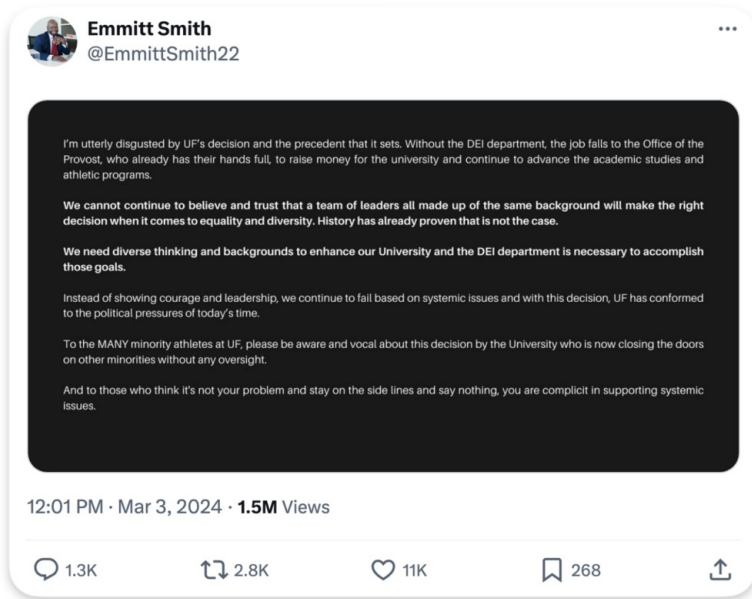 Emmitt Smith
@EmmittSmith22
I'm utterly disgusted by UF's decision and the precedent that it sets. Without the DEI department, the job falls to the Office of the
Provost, who already has their hands full, to raise money for the university and continue to advance the academic studies and
athletic programs.
We cannot continue to believe and trust that a team of leaders all made up of the same background will make the right
decision when it comes to equality and diversity. History has already proven that is not the case.
We need diverse thinking and backgrounds to enhance our University and the DEI department is necessary to accomplish
those goals.
Instead of showing courage and leadership, we continue to fail based on systemic issues and with this decision, UF has conformed
to the political pressures of today's time.
To the MANY minority athletes at UF, please be aware and vocal about this decision by the University who is now closing the doors
on other minorities without any oversight.
And to those who think it's not your problem and stay on the side lines and say nothing, you are complicit in supporting systemic
issues.
12:01 PM · Mar 3, 2024 · 1.5M Views
1.3K 2.8K 11K 268